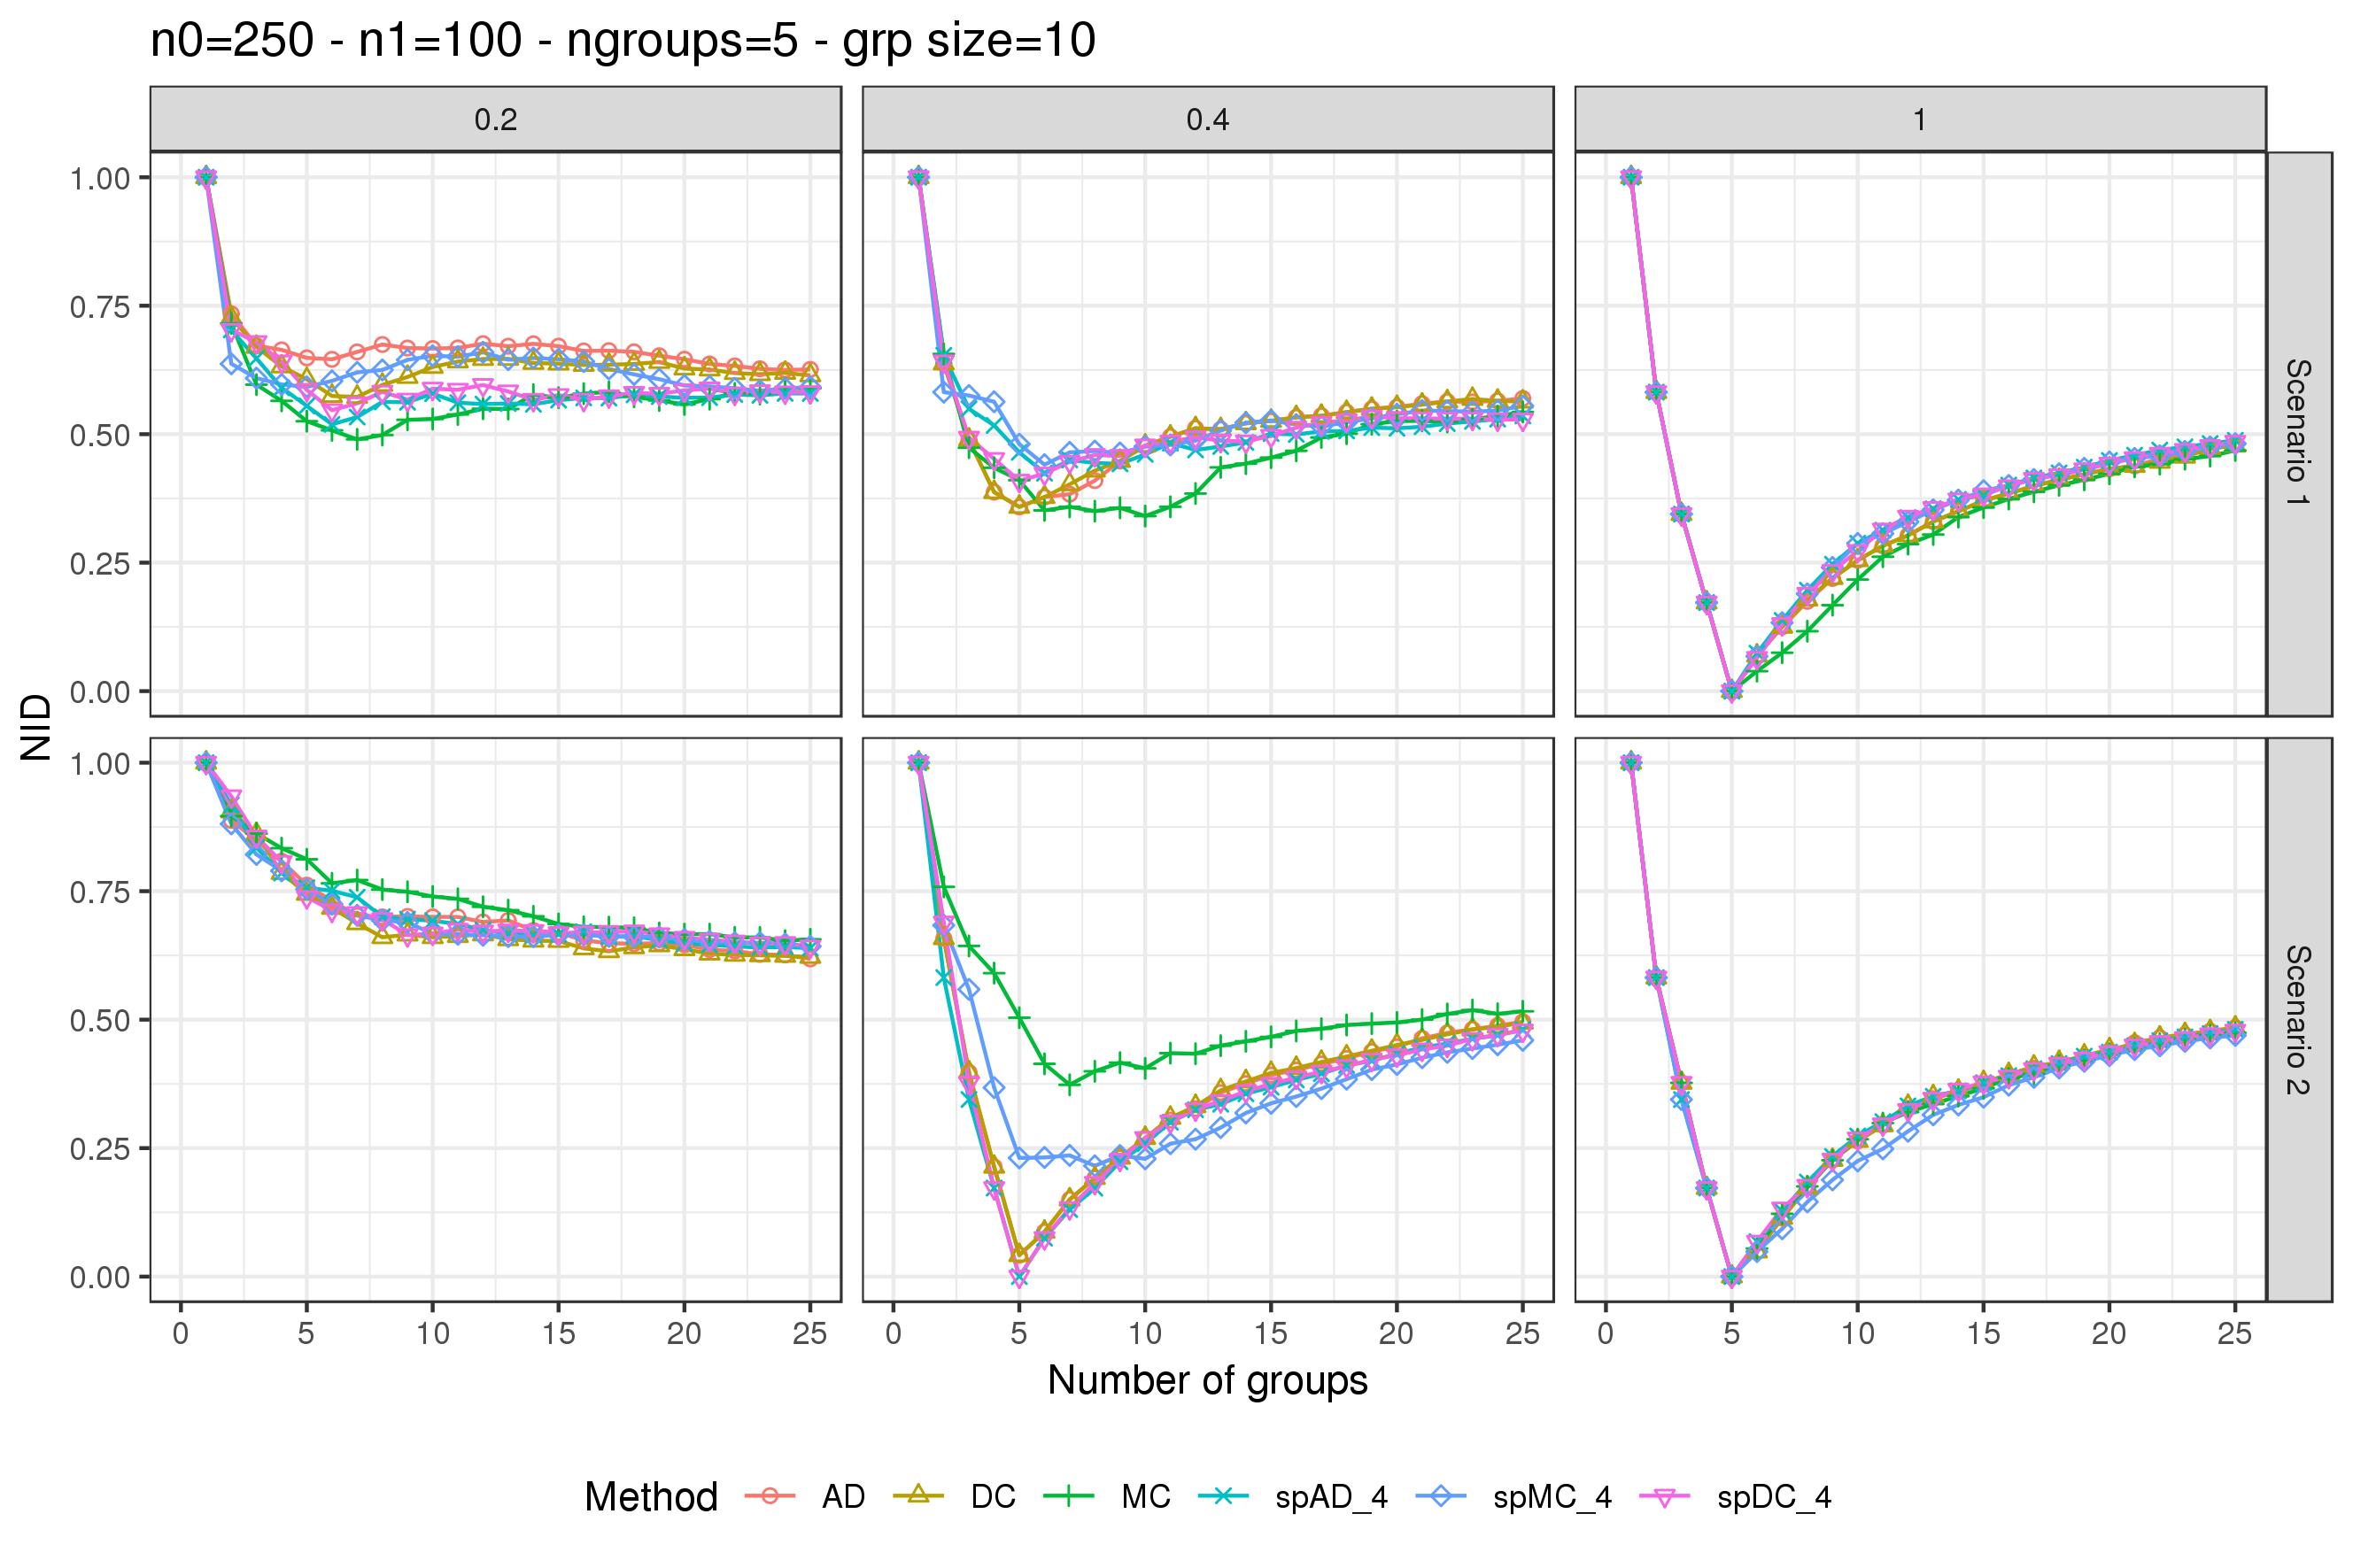 n0=250 - n1=100 - ngroups=5 - grp size=10
0.2 0.4 1
1.00
0.75
0.50
0.25
0.00
Scenario 1
NID
1.00
0.75
0.50
0.25
0.00
Scenario 2
0 5 10 15 20 25 0 5 10 15 20 25 0 5 10 15 20 25
Number of groups
Method AD DC MC spAD_4 spMC_4 spDC_4